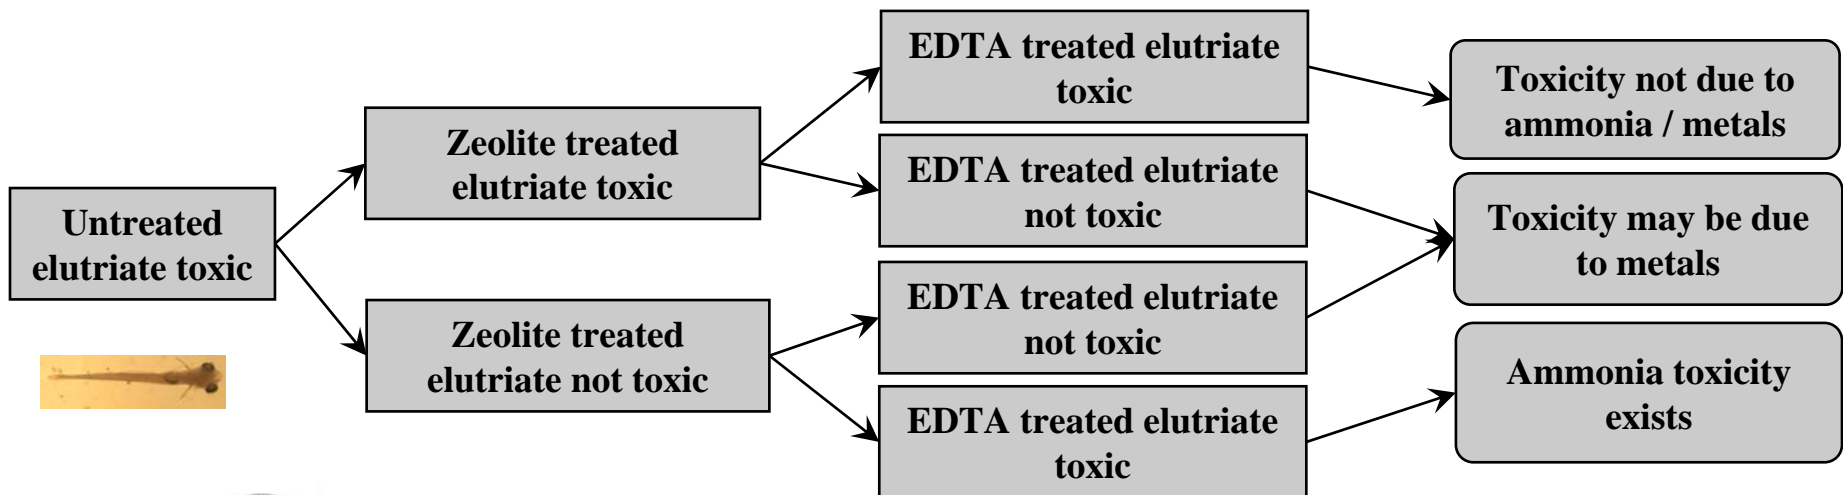 Untreated
elutriate toxic
Zeolite treated
elutriate toxic
Zeolite treated
elutriate not toxic
EDTA treated elutriate
toxic
EDTA treated elutriate
not toxic
EDTA treated elutriate
not toxic
EDTA treated elutriate
toxic
Toxicity not due to
ammonia / metals
Toxicity may be due
to metals
Ammonia toxicity
exists